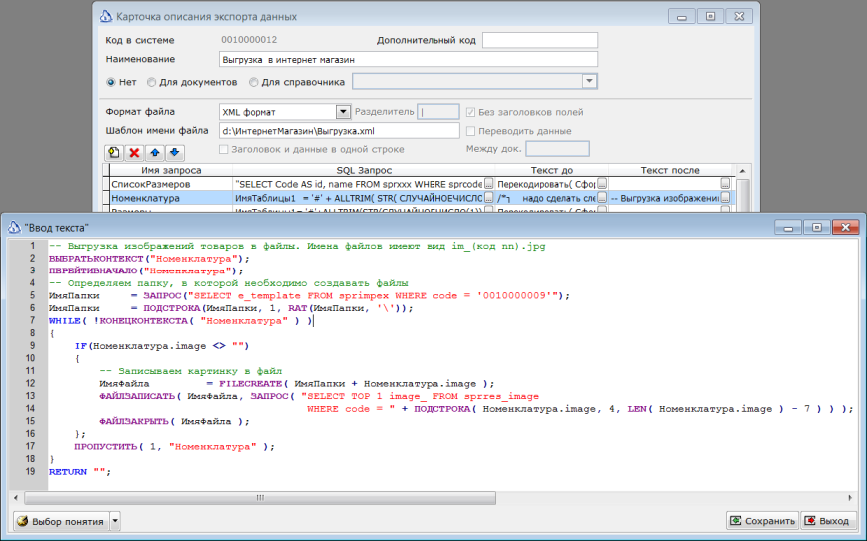 Карточка описания экспорта данных
Код в системе 0010000012 Дополнительный код
Наименование Выгрузка в интернет магазин
Нет Для документов Для справочника
Формат файла XML формат Разделитель | Без заголовков полей
Шаблон имени файла d:\ИнтернетМагазин\Выгрузка.xml Переводить данные
Заголовок и данные в одной строке Между док.
Имя запроса SQL Запрос Текст до Текст после
СписокРазмеров "SELECT Code AS id, name FROM sprxxx WHERE sprcode ... Перекодировать( Сфор ...
Номенклатура ИмяТаблицы1 = '#' + ALLTRIM( STR( СЛУЧАЙНОЕЧИСЛО ... /*1 надо сделать сле ... -- Выгрузка изображени ...
"Ввод текста"
1 -- Выгрузка изображений товаров в файлы. Имена файлов имеют вид im_(код nn).jpg
2 ВЫБРАТЬКОНТЕКСТ("Номенклатура");
3 ПЕРЕЙТИВНАЧАЛО("Номенклатура");
4 -- Определяем папку, в которой необходимо создавать файлы
5 ИмяПапки = ЗАПРОС("SELECT e_template FROM sprimpex WHERE code = '0010000009'");
6 ИмяПапки = ПОДСТРОКА(ИмяПапки, 1, RAT(ИмяПапки, '\'));
7 WHILE( !КОНЕЦКОНТЕКСТА( "Номенклатура" ) )
8 {
9 IF(Номенклатура.image <> "")
10 {
11 -- Записываем картинку в файл
12 ИмяФайла = FILECREATE( ИмяПапки + Номенклатура.image );
13 ФАЙЛЗАПИСАТЬ( ИмяФайла, ЗАПРОС( "SELECT TOP 1 image_ FROM sprres_image
14 WHERE code = " + ПОДСТРОКА( Номенклатура.image, 4, LEN( Номенклатура.image ) - 7 ) ) );
15 ФАЙЛЗАКРЫТЬ( ИмяФайла );
16 };
17 ПРОПУСТИТЬ( 1, "Номенклатура" );
18 }
19 RETURN "";
Выбор понятия Сохранить Выход